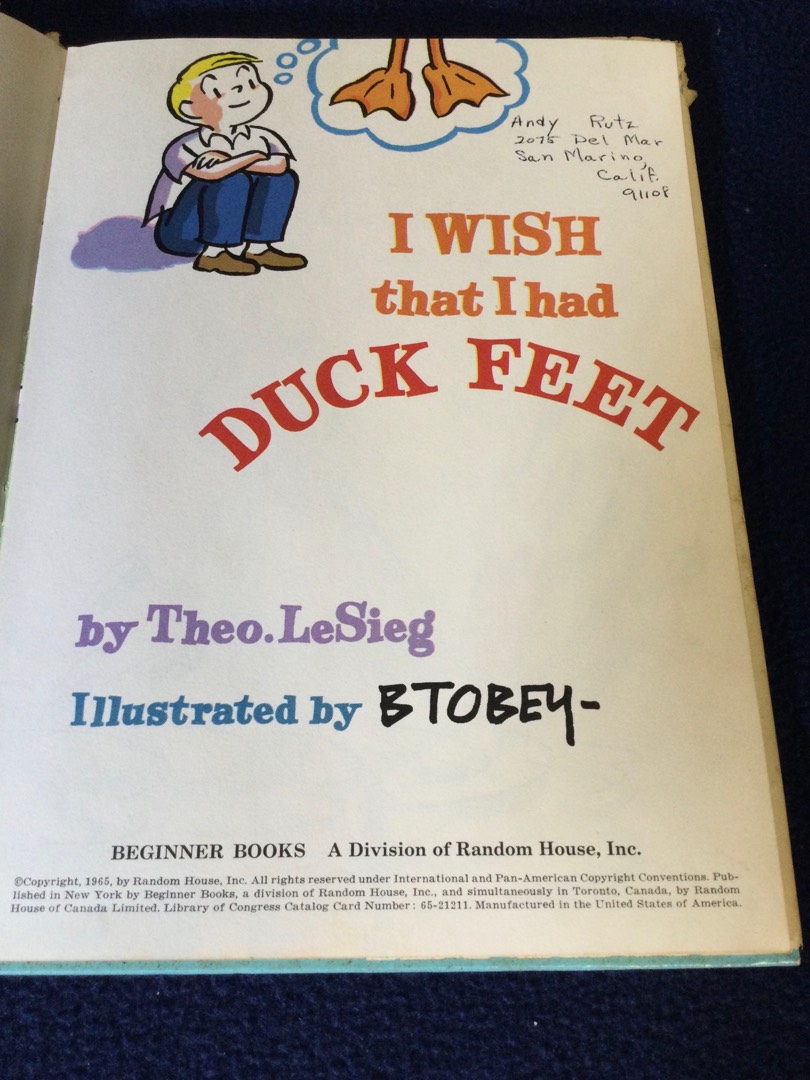 Andy Rutz
2075 Del Mar
San Marino,
Calif.
91108
I WISH
that I had
DUCK FEET
by Theo. LeSieg
Illustrated by BTOBEY-
BEGINNER BOOKS A Division of Random House, Inc.
©Copyright, 1965, by Random House, Inc. All rights reserved under International and Pan-American Copyright Conventions. Pub-
lished in New York by Beginner Books, a division of Random House, Inc., and simultaneously in Toronto, Canada, by Random
House of Canada Limited. Library of Congress Catalog Card Number: 65-21211. Manufactured in the United States of America.